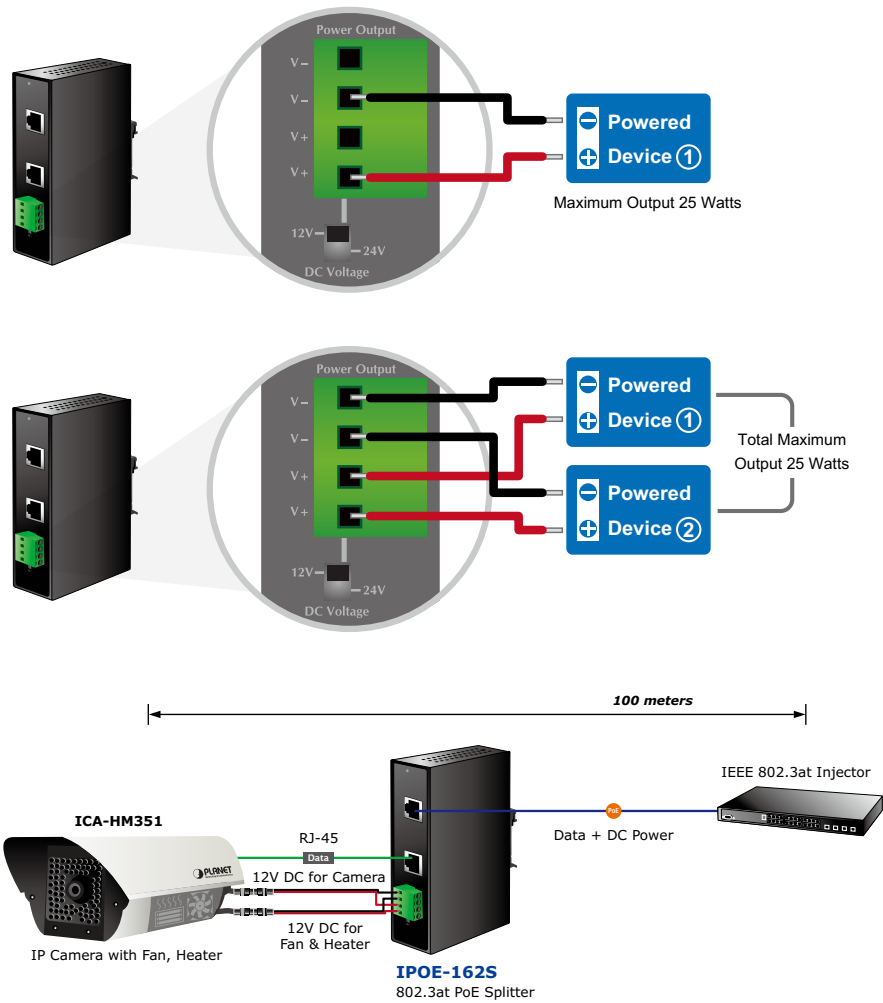 Power Output
V –
V –
V +
V +
12V
24V
DC Voltage
Powered
Device 1
Maximum Output 25 Watts
Power Output
V –
V –
V +
V +
12V
24V
DC Voltage
Powered
Device 1
Powered
Device 2
Total Maximum
Output 25 Watts
100 meters
IEEE 802.3at Injector
ICA-HM351
RJ-45
Data
PoE
Data + DC Power
PLANET
12V DC for Camera
12V DC for
Fan & Heater
IP Camera with Fan, Heater
IPOE-162S
802.3at PoE Splitter